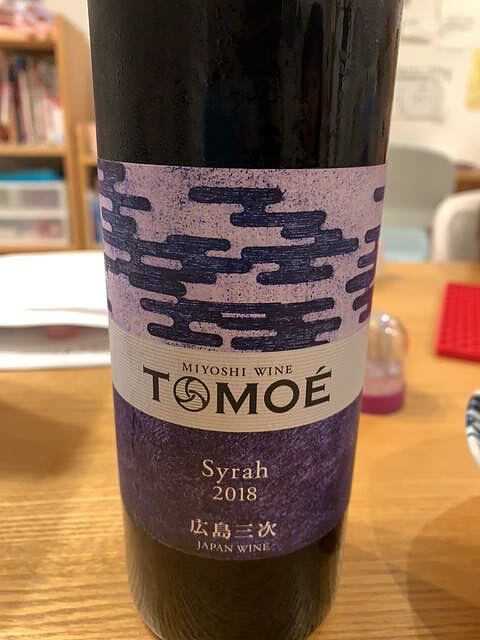 MIYOSHI WINE
TOMOÉ
Syrah
2018
広島三次
JAPAN WINE